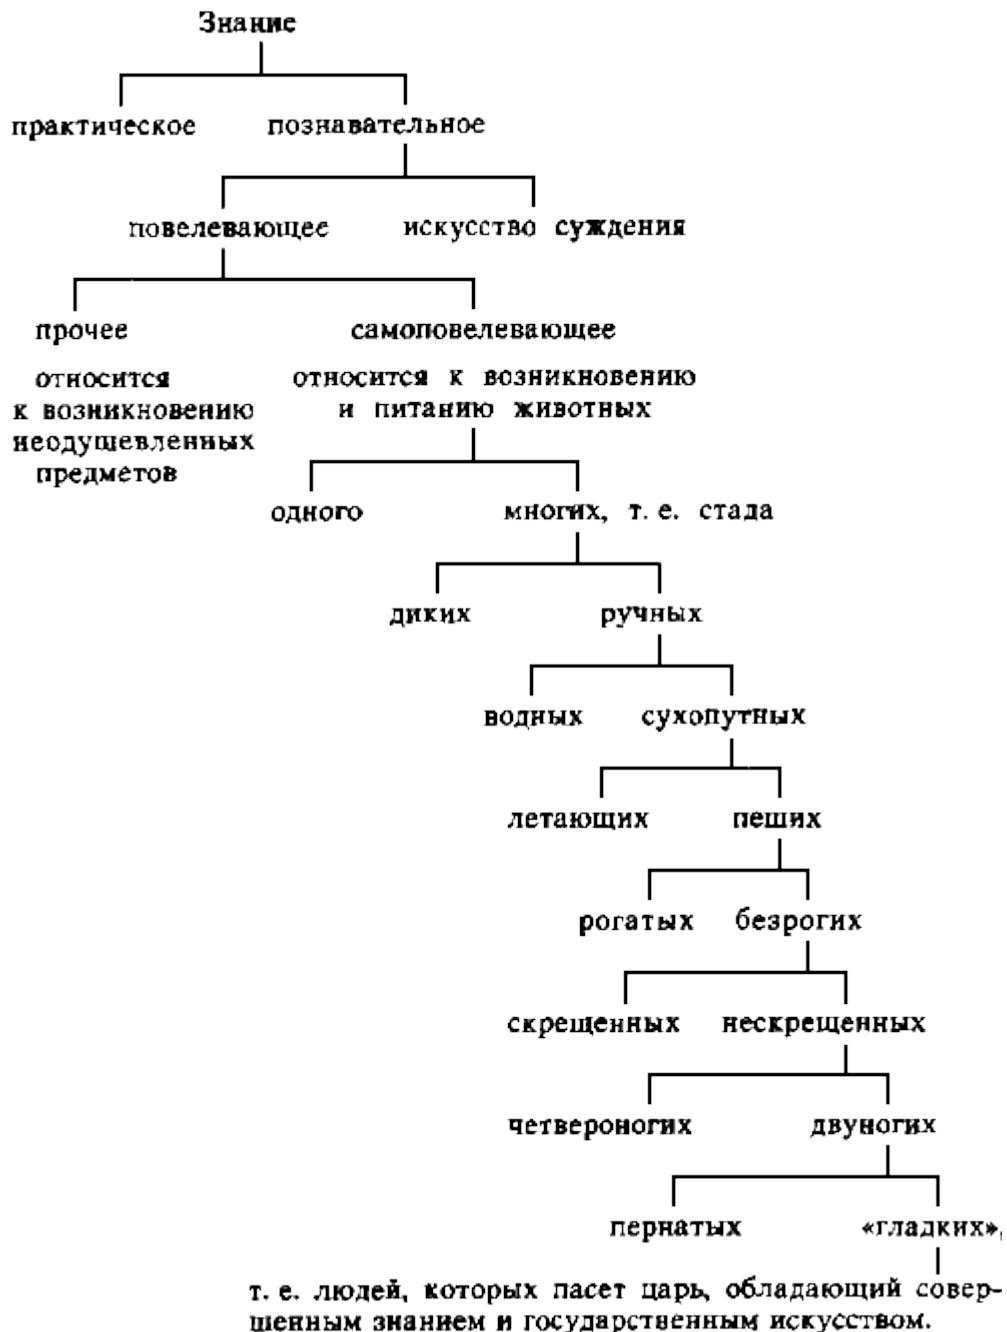 Знание
практическое познавательное
повелевающее искусство суждения
прочее самоповелевающее
относится
к возникновению
неодушевленных
предметов
относится к возникновению
и питанию животных
одного многих, т. е. стада
диких ручных
водных сухопутных
летающих пеших
рогатых безрогих
скрещенных нескрещенных
четвероногих двуногих
пернатых «гладких»,
т. е. людей, которых пасет царь, обладающий совер-
шенным знанием и государственным искусством.